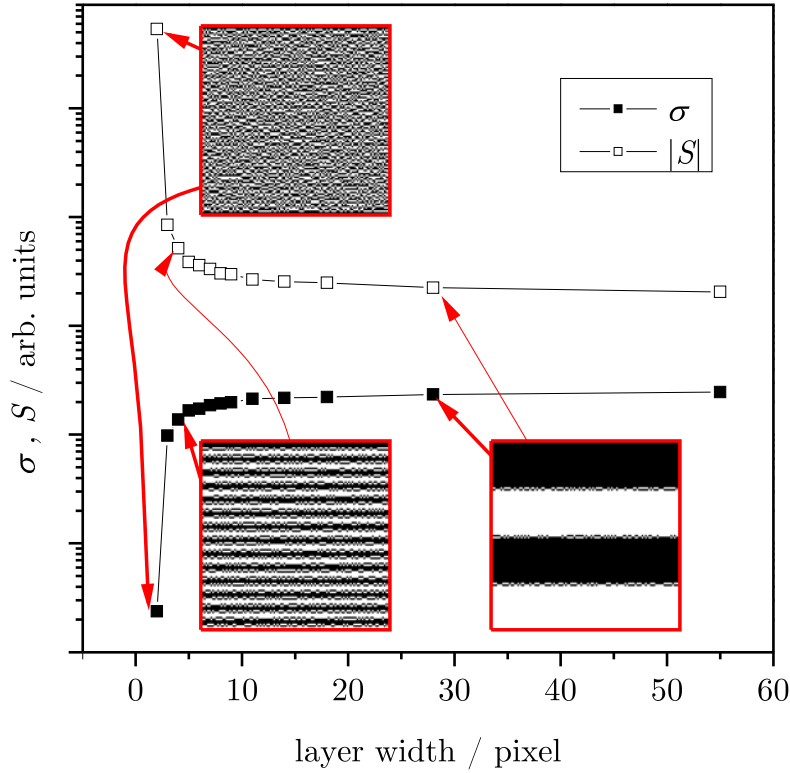 σ
|S|
σ , S / arb. units
0 10 20 30 40 50 60
layer width / pixel